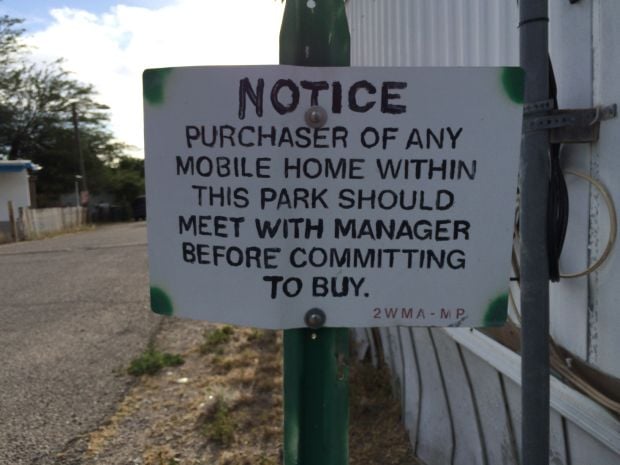 NOTICE
PURCHASER OF ANY
MOBILE HOME WITHIN
THIS PARK SHOULD
MEET WITH MANAGER
BEFORE COMMITTING
TO BUY.
2WMA-MP